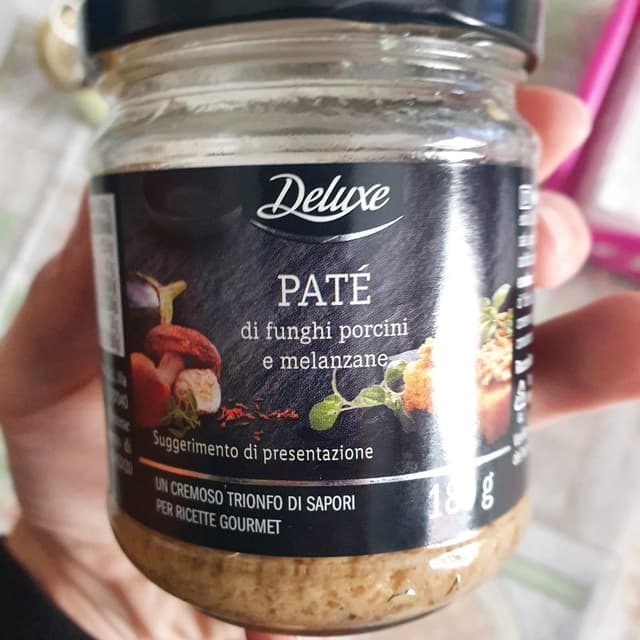 Deluxe
PATÉ
di funghi porcini
e melanzane
Suggerimento di presentazione
UN CREMOSO TRIONFO DI SAPORI
PER RICETTE GOURMET
g